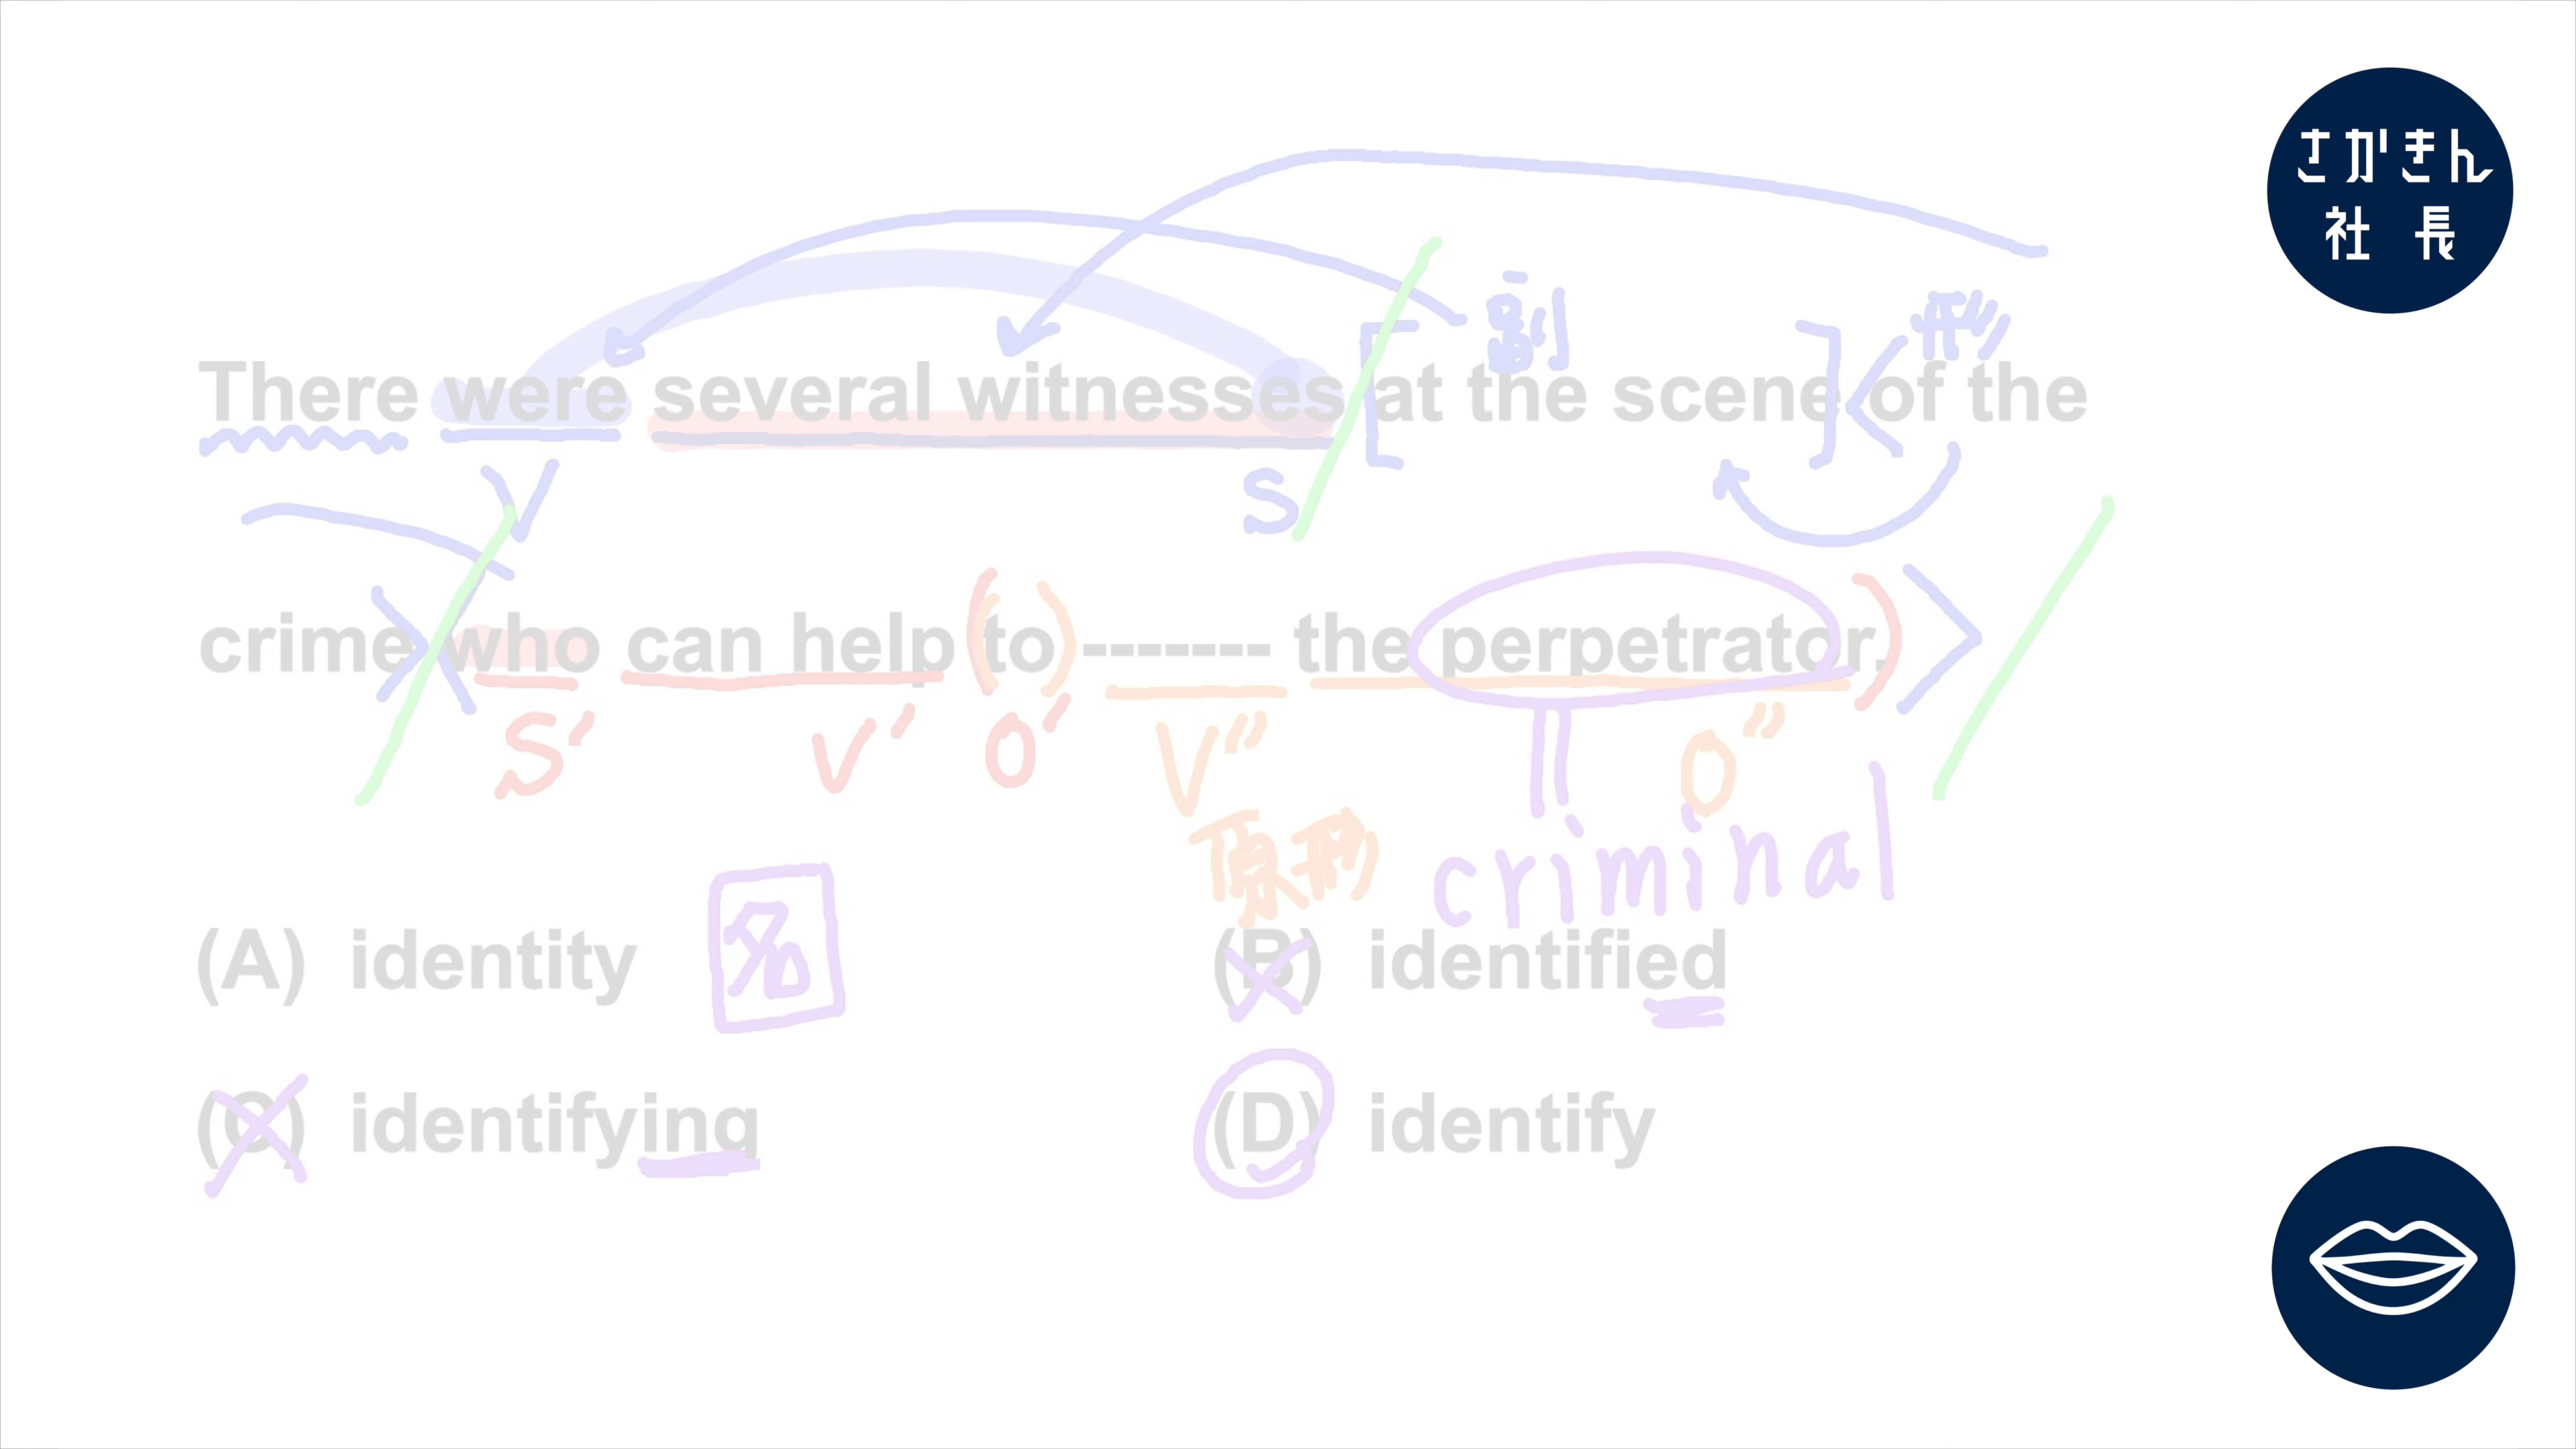 さかきん
社長
副
形
There were several witnesses at the scene of the
V
S
crime who can help to ------- the perpetrator.
S' V' O' V" O"
原形
criminal
(A) identity 名
(B) identified
(C) identifying
(D) identify